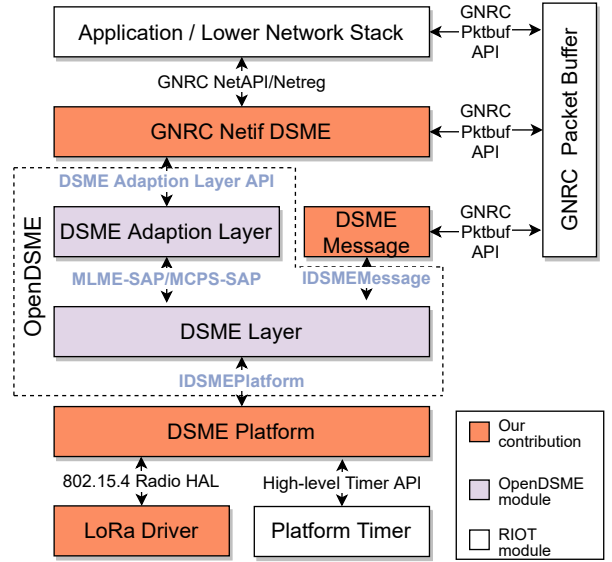 Application / Lower Network Stack
GNRC
Pktbuf
API
GNRC NetAPI/Netreg
GNRC Netif DSME
GNRC
Pktbuf
API
GNRC Packet Buffer
DSME Adaption Layer API
OpenDSME
DSME Adaption Layer
DSME
Message
GNRC
Pktbuf
API
MLME-SAP/MCPS-SAP
IDSMEMessage
DSME Layer
IDSMEPlatform
DSME Platform
802.15.4 Radio HAL
High-level Timer API
LoRa Driver
Platform Timer
Our
contribution
OpenDSME
module
RIOT
module